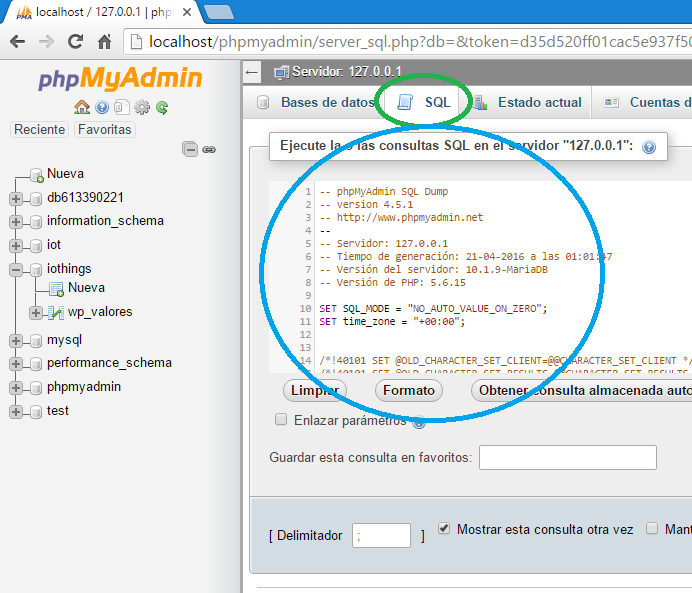 localhost / 127.0.0.1 | ph
localhost/phpmyadmin/server_sql.php?db=&token=d35d520ff01cac5e937f50
phpMyAdmin
Reciente Favoritas
Nueva
db613390221
information_schema
iot
iothings
Nueva
wp_valores
mysql
performance_schema
phpmyadmin
test
Servidor: 127.0.0.1
Bases de datos SQL Estado actual Cuentas d
Ejecute la o las consultas SQL en el servidor "127.0.0.1":
1 -- phpMyAdmin SQL Dump
2 -- version 4.5.1
3 -- http://www.phpmyadmin.net
4 --
5 -- Servidor: 127.0.0.1
6 -- Tiempo de generación: 21-04-2016 a las 01:01:47
7 -- Versión del servidor: 10.1.9-MariaDB
8 -- Versión de PHP: 5.6.15
9
10 SET SQL_MODE = "NO_AUTO_VALUE_ON_ZERO";
11 SET time_zone = "+00:00";
12
13
14 /*!40101 SET @OLD_CHARACTER_SET_CLIENT=@@CHARACTER_SET_CLIENT */
Limpiar Formato Obtener consulta almacenada auto
Enlazar parámetros
Guardar esta consulta en favoritos:
[ Delimitador ; ] Mostrar esta consulta otra vez Mant